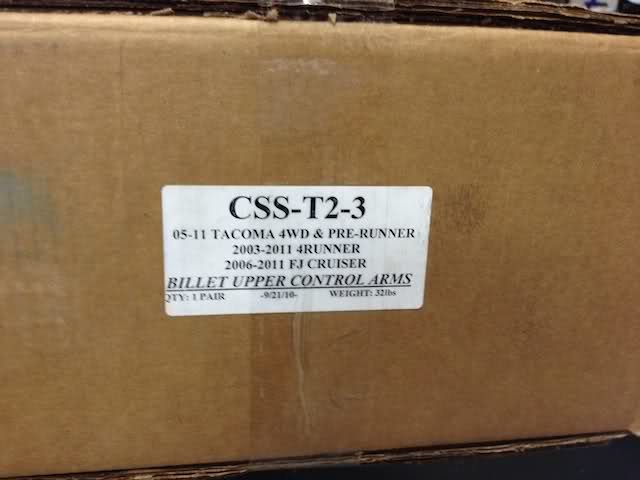 CSS-T2-3
05-11 TACOMA 4WD & PRE-RUNNER
2003-2011 4RUNNER
2006-2011 FJ CRUISER
BILLET UPPER CONTROL ARMS
QTY: 1 PAIR -9/21/10- WEIGHT: 32lbs